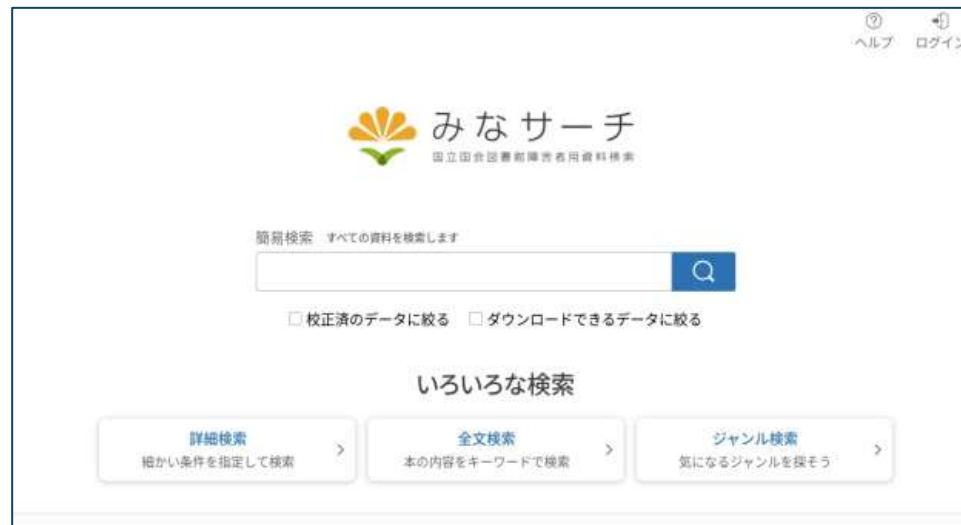 ヘルプ ログイン
みなサーチ
国立国会図書館障害者用資料検索
簡易検索 すべての資料を検索します
校正済のデータに絞る ダウンロードできるデータに絞る
いろいろな検索
詳細検索
細かい条件を指定して検索
全文検索
本の内容をキーワードで検索
ジャンル検索
気になるジャンルを探そう